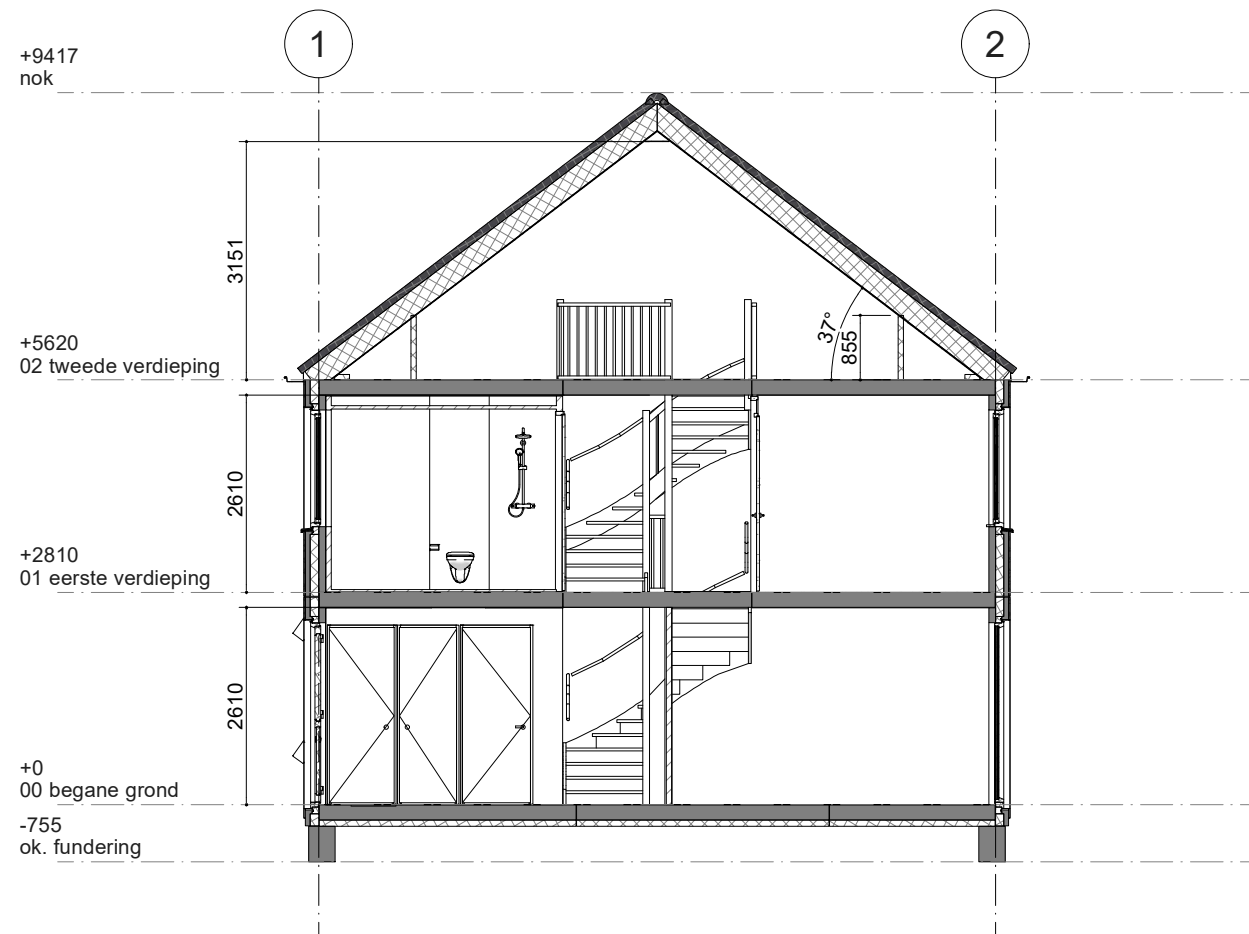 1
2
+9417
nok
3151
37°
855
+5620
02 tweede verdieping
2610
+2810
01 eerste verdieping
2610
+0
00 begane grond
-755
ok. fundering